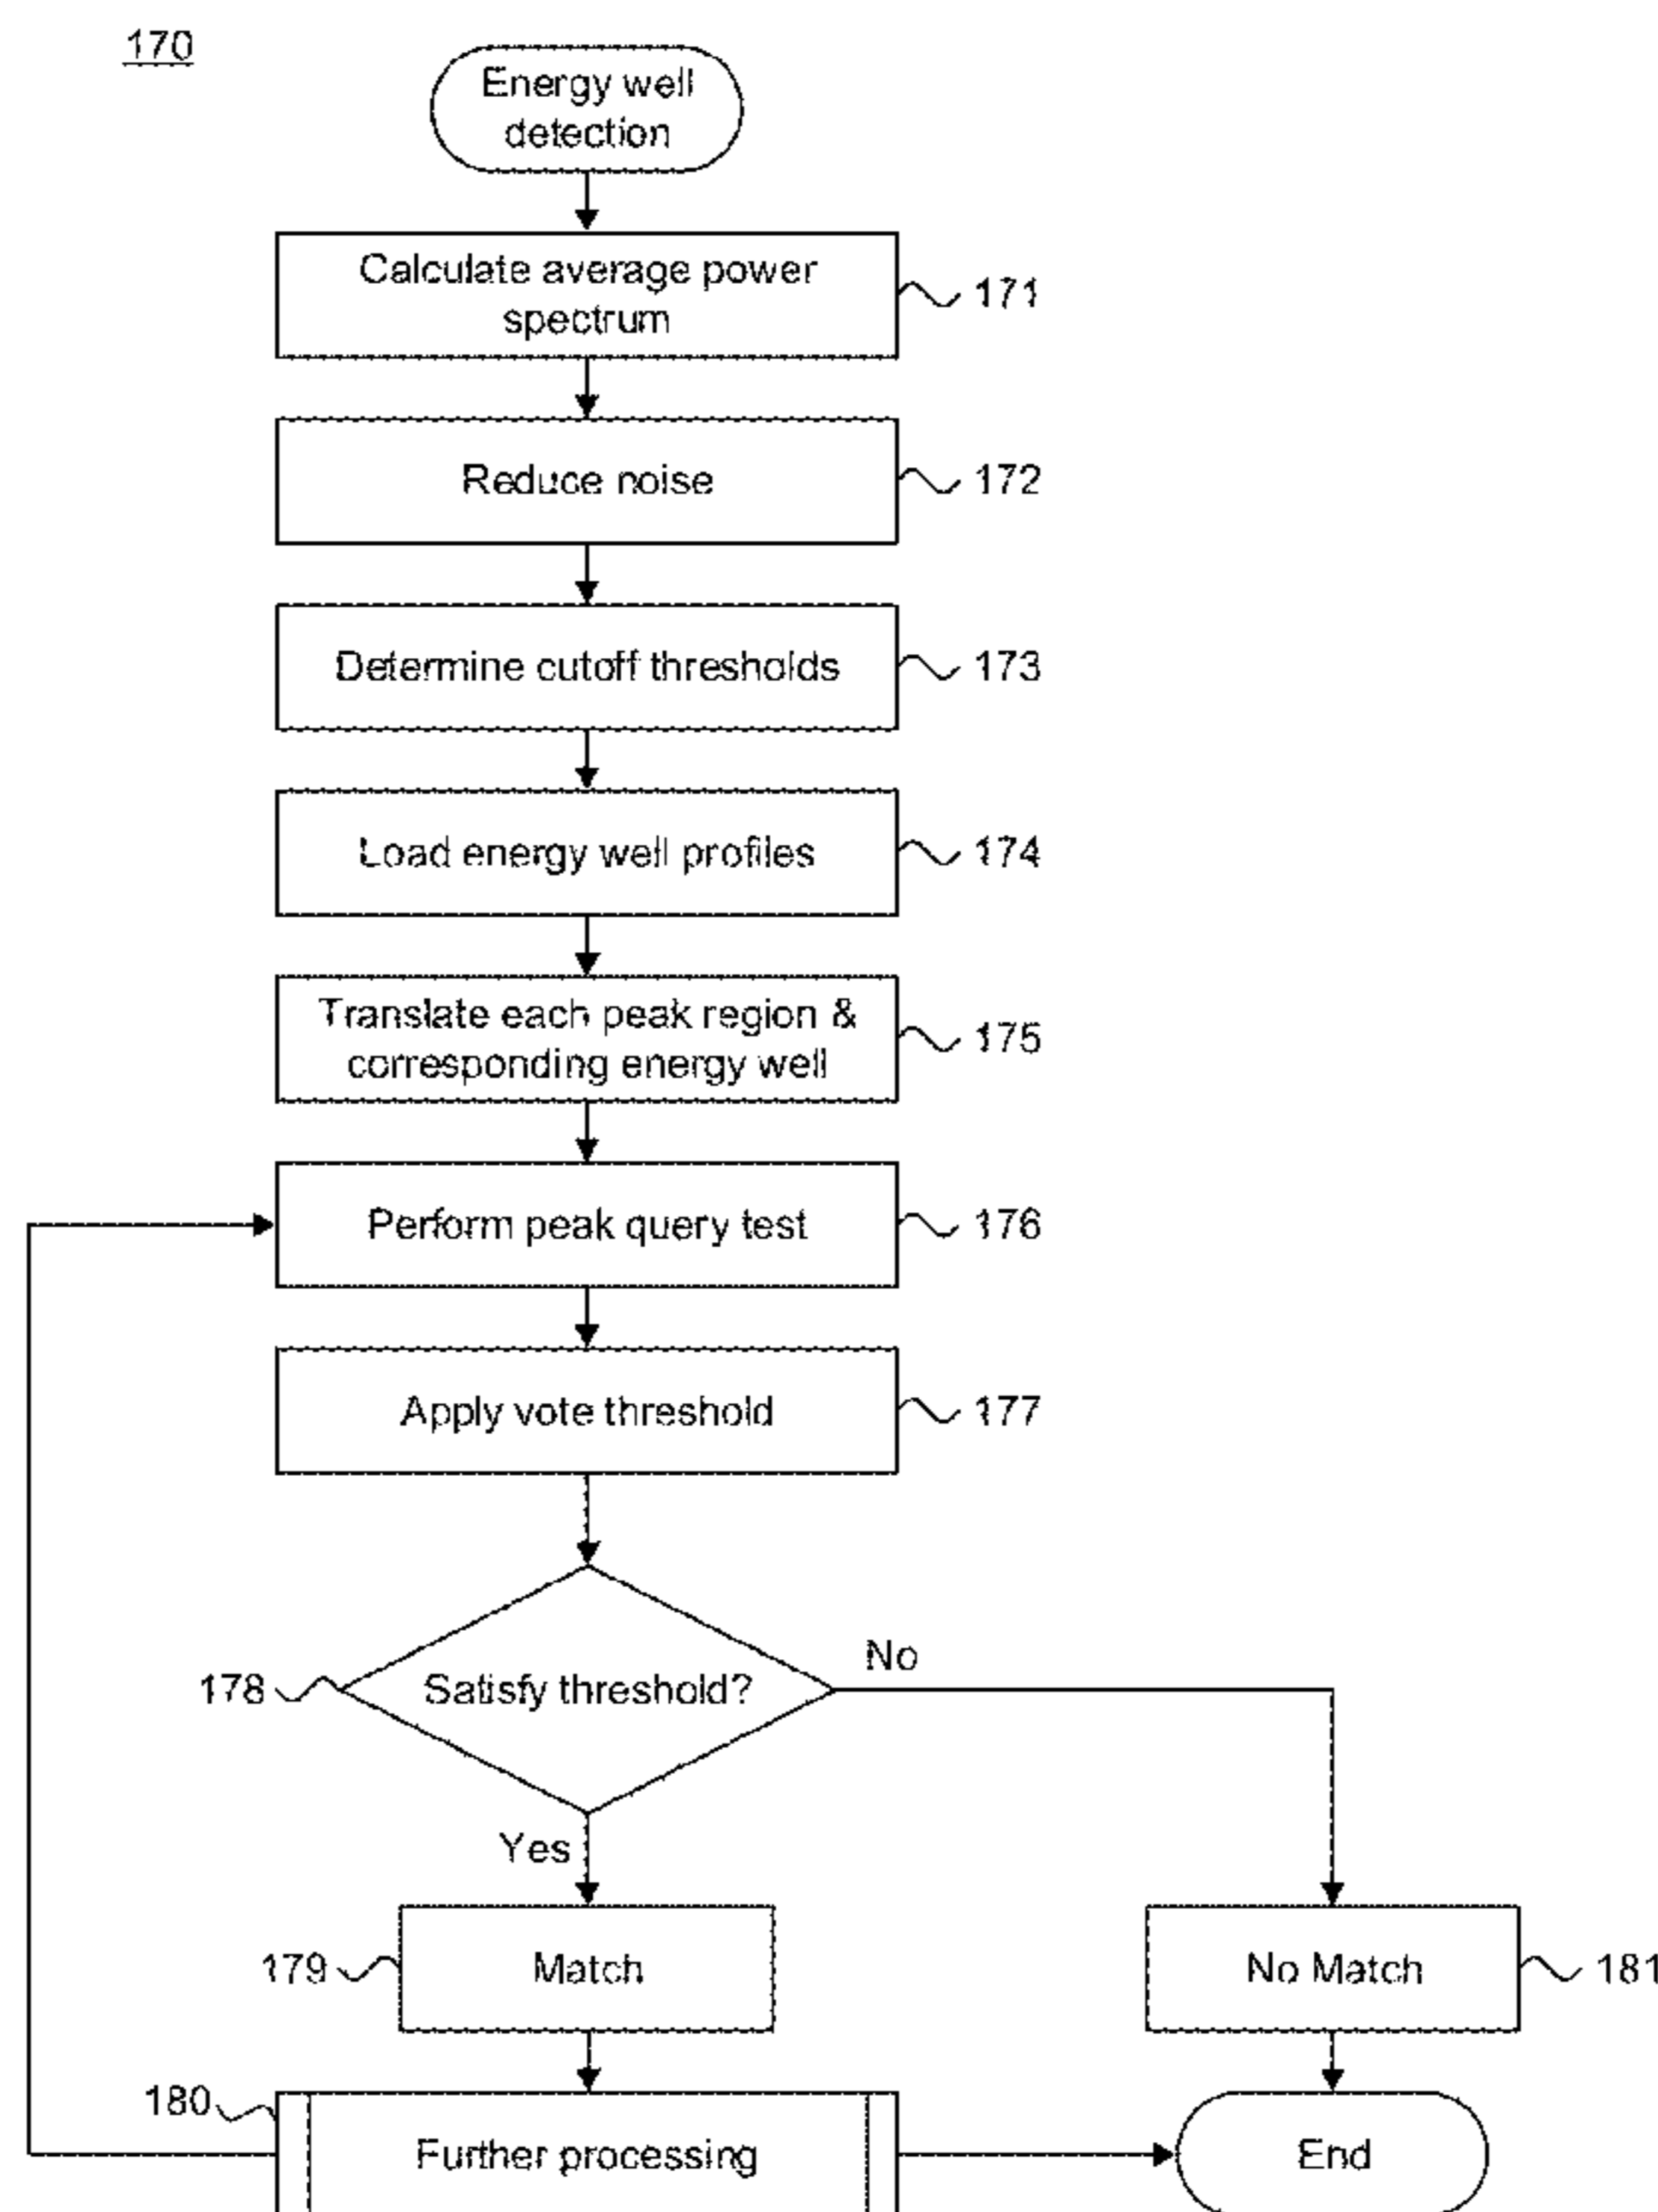 170
Energy well
detection
Calculate average power
spectrum
171
Reduce noise
172
Determine cutoff thresholds
173
Load energy well profiles
174
Translate each peak region &
corresponding energy well
175
Perform peak query test
176
Apply vote threshold
177
178
Satisfy threshold?
No
Yes
179
Match
No Match
181
180
Further processing
End